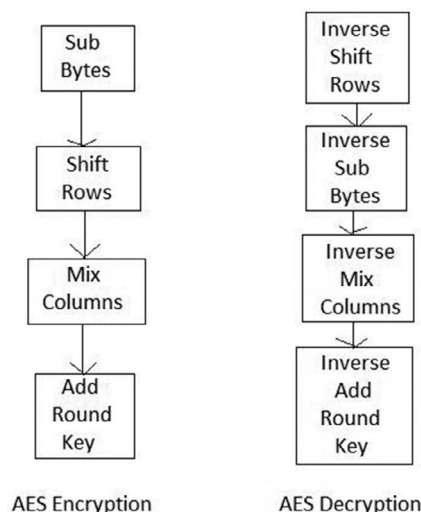 Sub
Bytes
Shift
Rows
Mix
Columns
Add
Round
Key
AES Encryption
Inverse
Shift
Rows
Inverse
Sub
Bytes
Inverse
Mix
Columns
Inverse
Add
Round
Key
AES Decryption